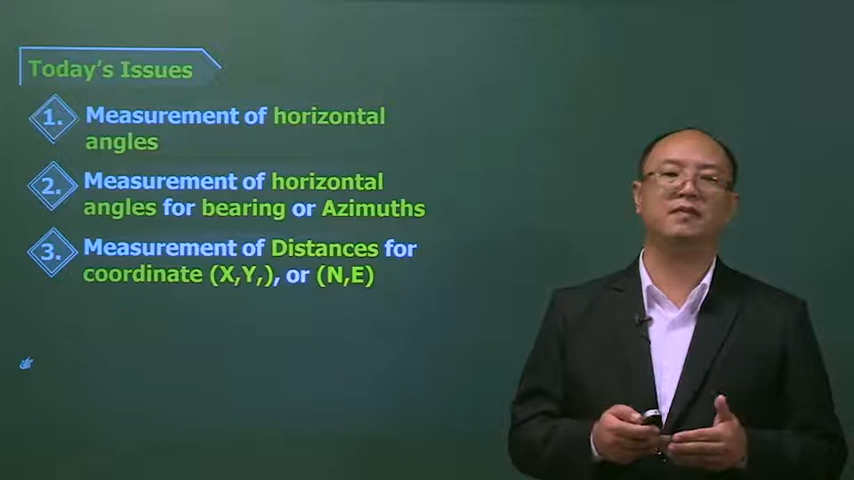 Today's Issues
1. Measurement of horizontal
angles
2. Measurement of horizontal
angles for bearing or Azimuths
3. Measurement of Distances for
coordinate (X,Y,), or (N,E)